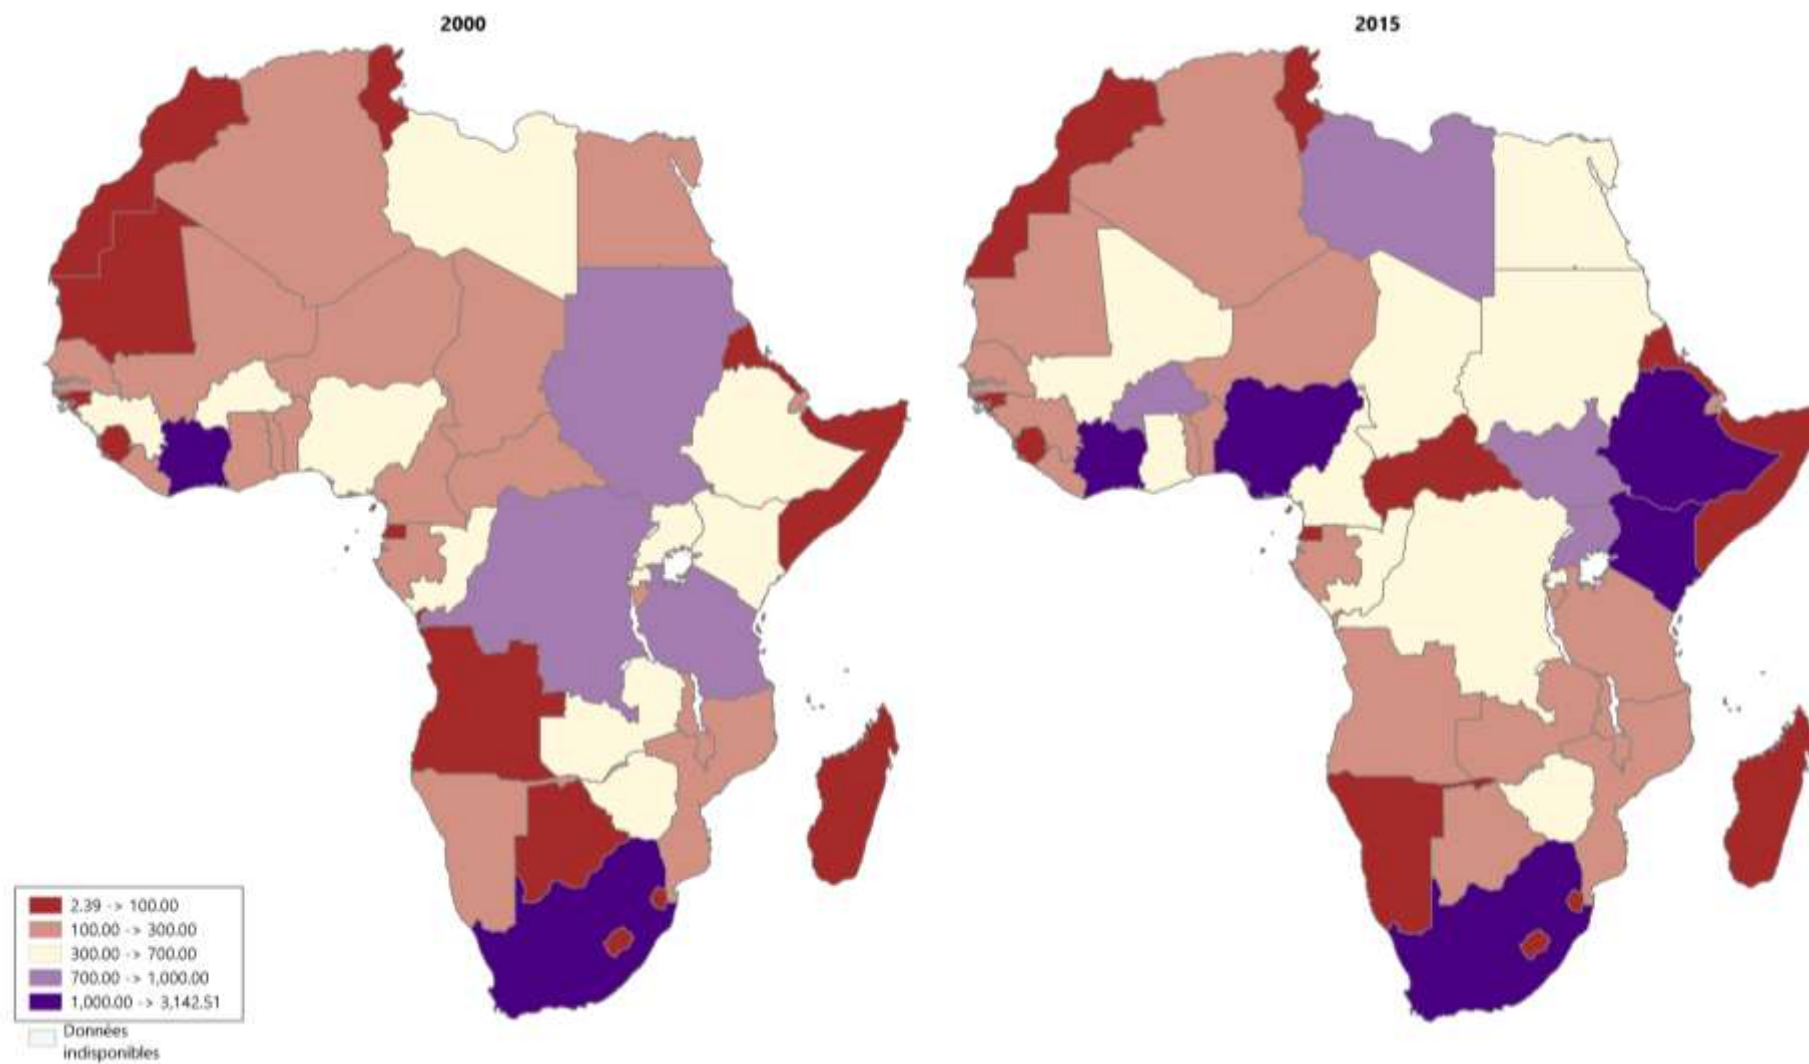 2000
2015
2.39 -> 100.00
100.00 -> 300.00
300.00 -> 700.00
700.00 -> 1,000.00
1,000.00 -> 3,142.51
Données
indisponibles